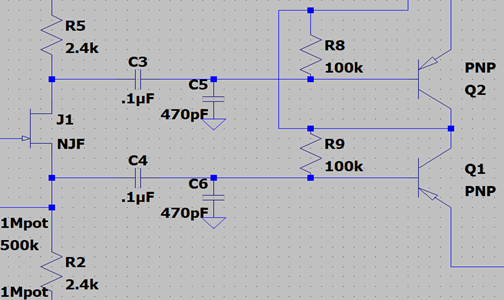 R5
2.4k
C3
.1µF
C5
470pF
R8
100k
PNP
Q2
J1
NJF
C4
.1µF
C6
470pF
R9
100k
Q1
PNP
1Mpot
500k
R2
2.4k
1Mpot